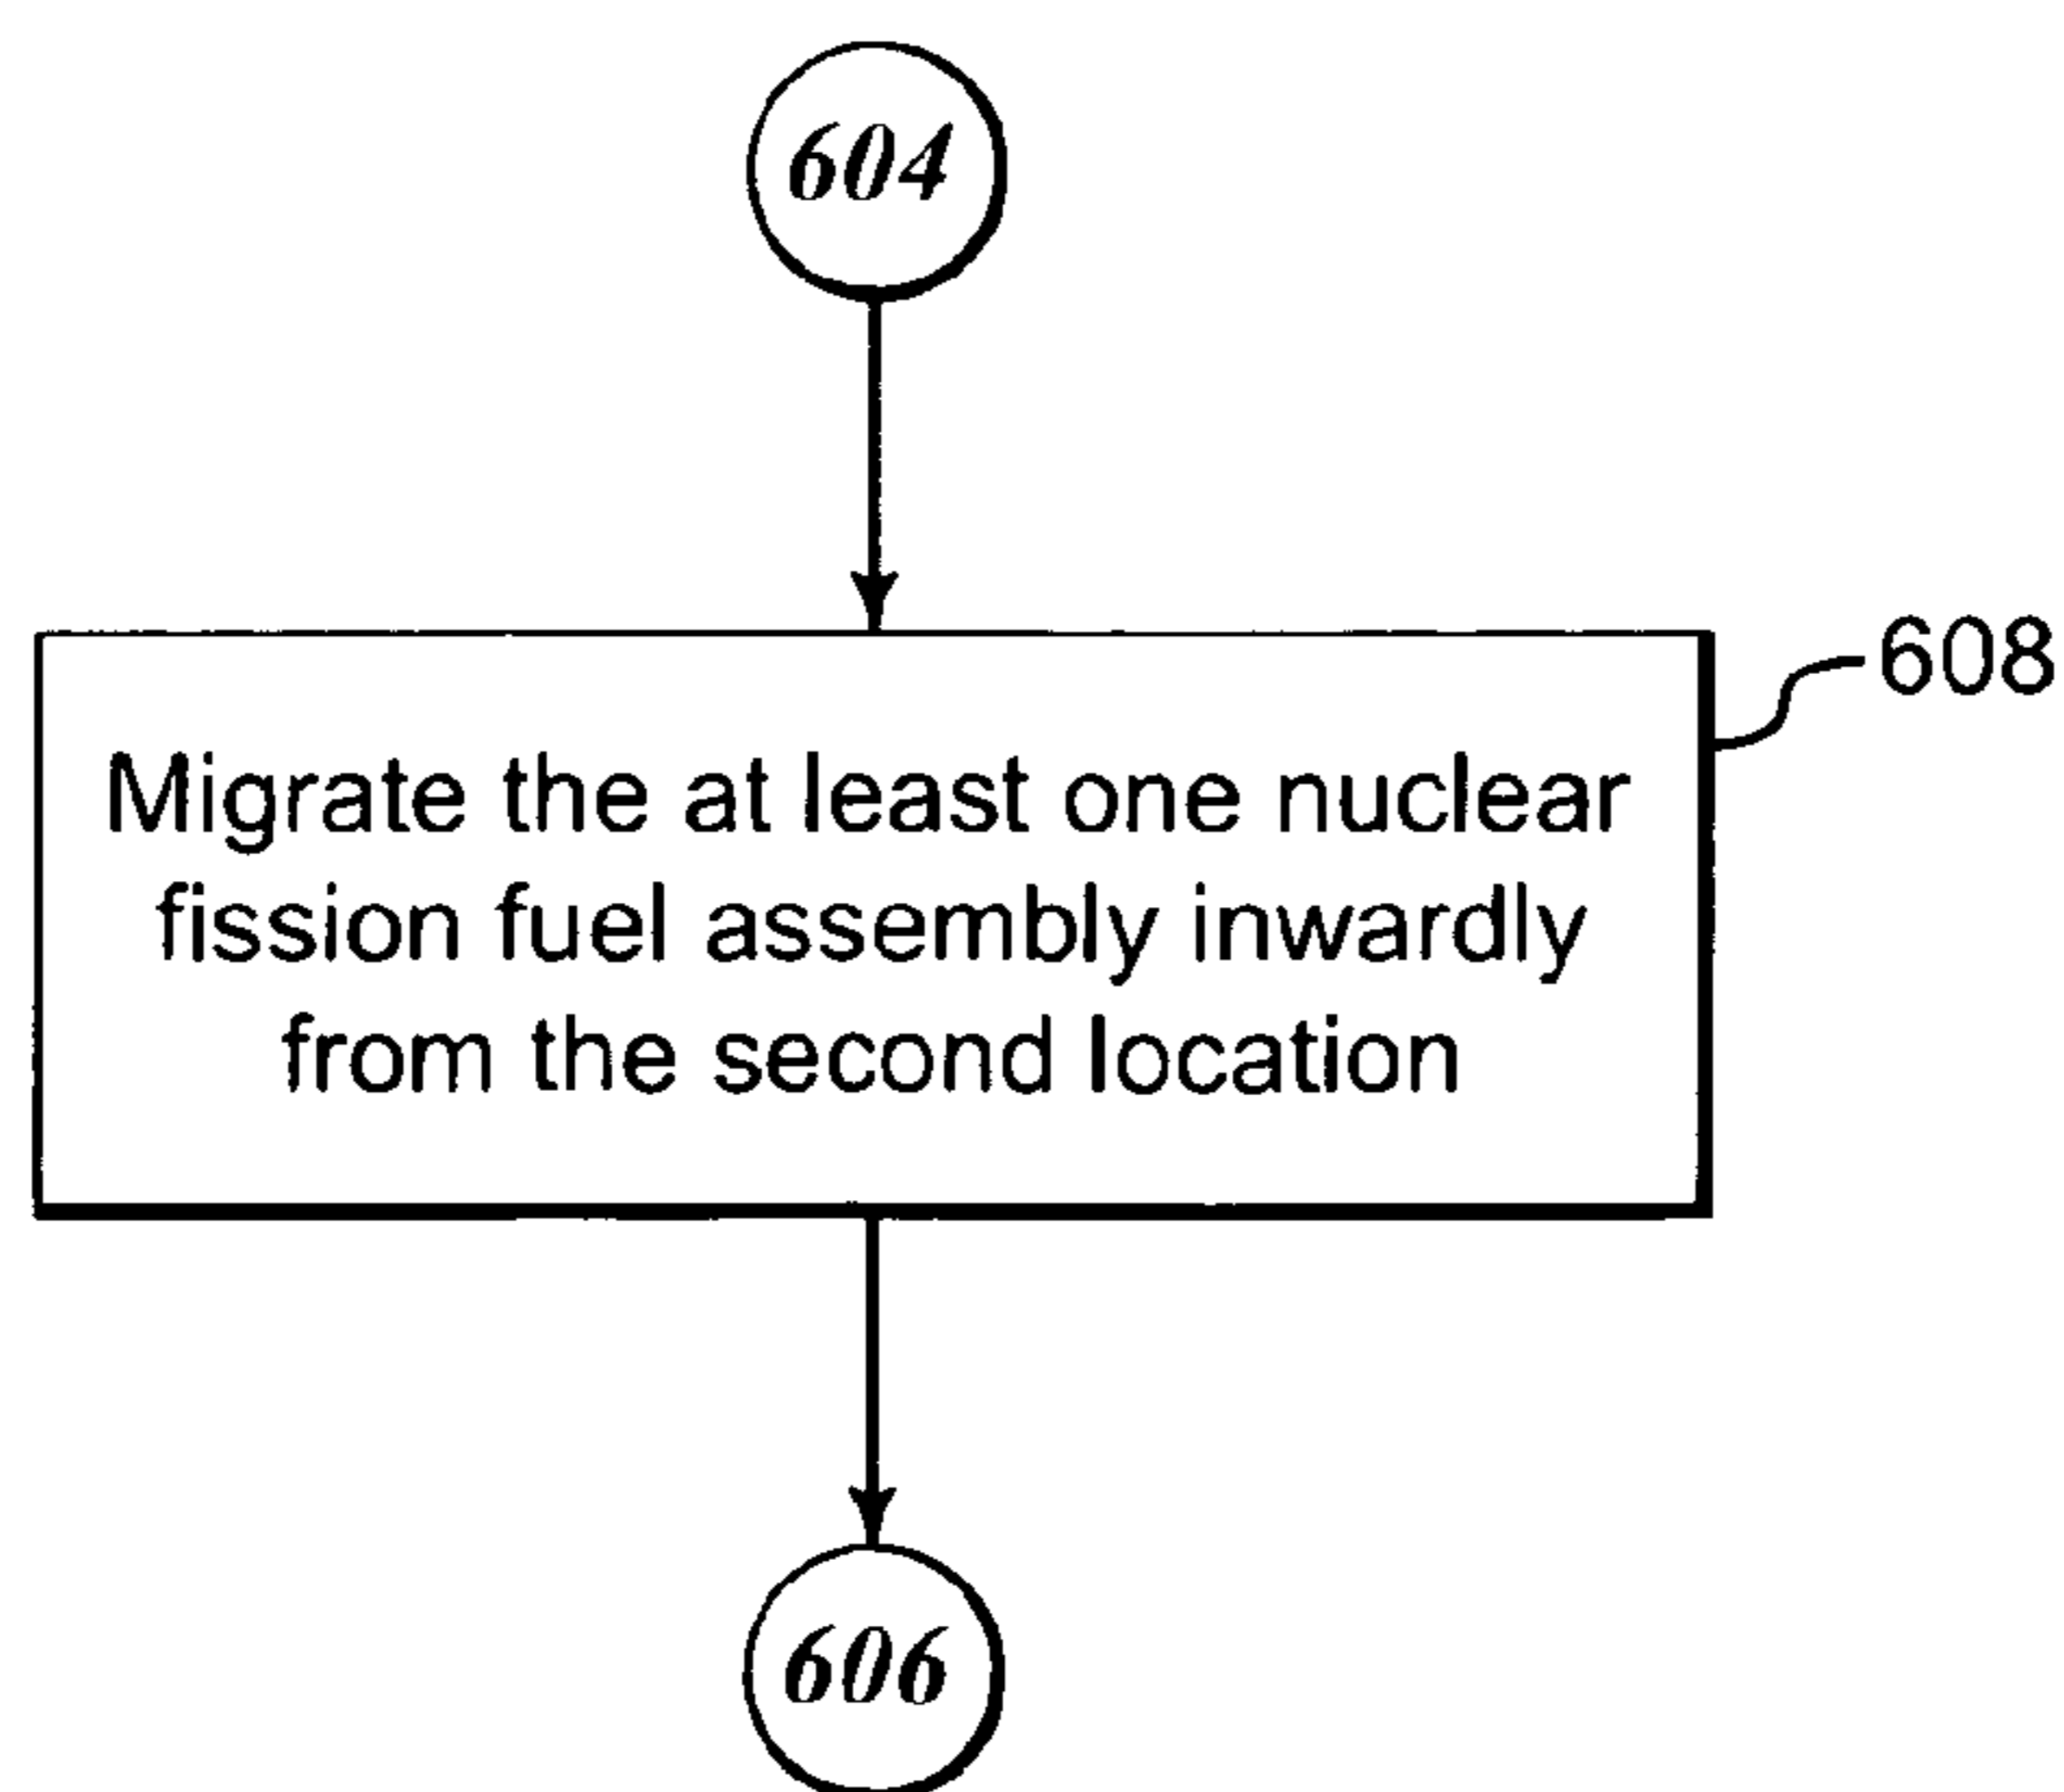 604
608
Migrate the at least one nuclear
fission fuel assembly inwardly
from the second location
606